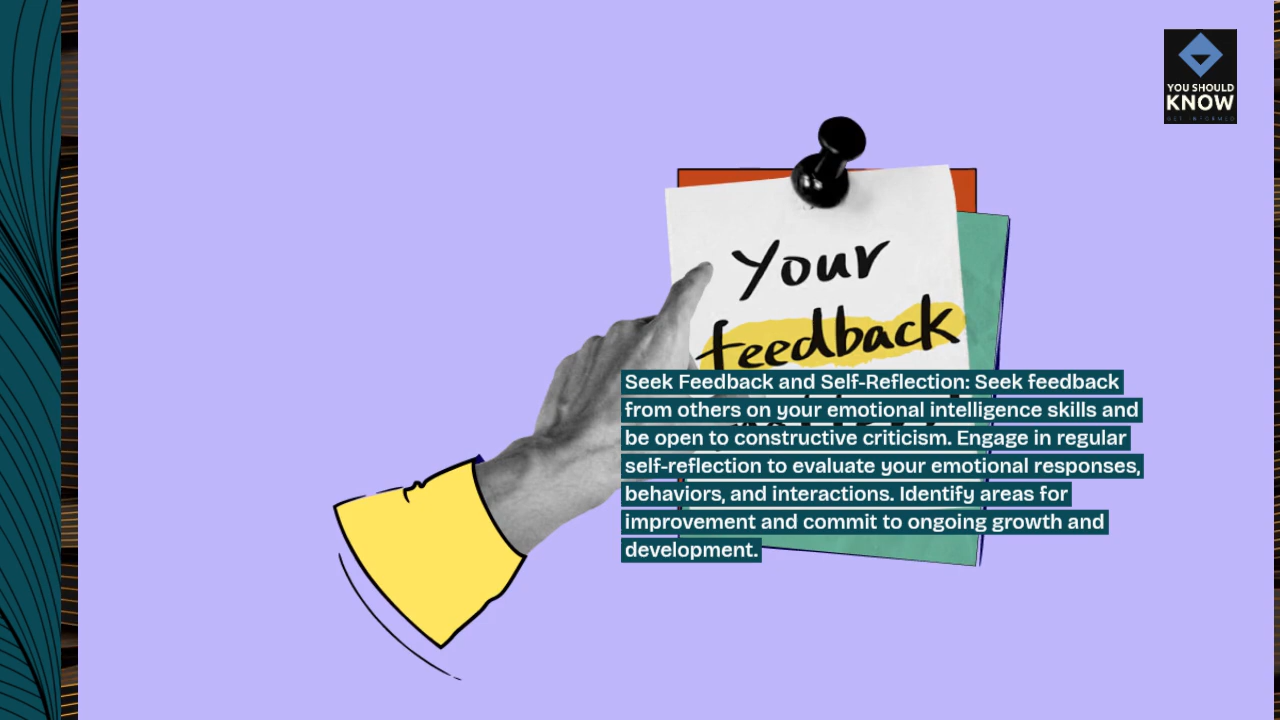 YOU SHOULD
KNOW
GET INFORMED
Your
feedback
Seek Feedback and Self-Reflection: Seek feedback
from others on your emotional intelligence skills and
be open to constructive criticism. Engage in regular
self-reflection to evaluate your emotional responses,
behaviors, and interactions. Identify areas for
improvement and commit to ongoing growth and
development.